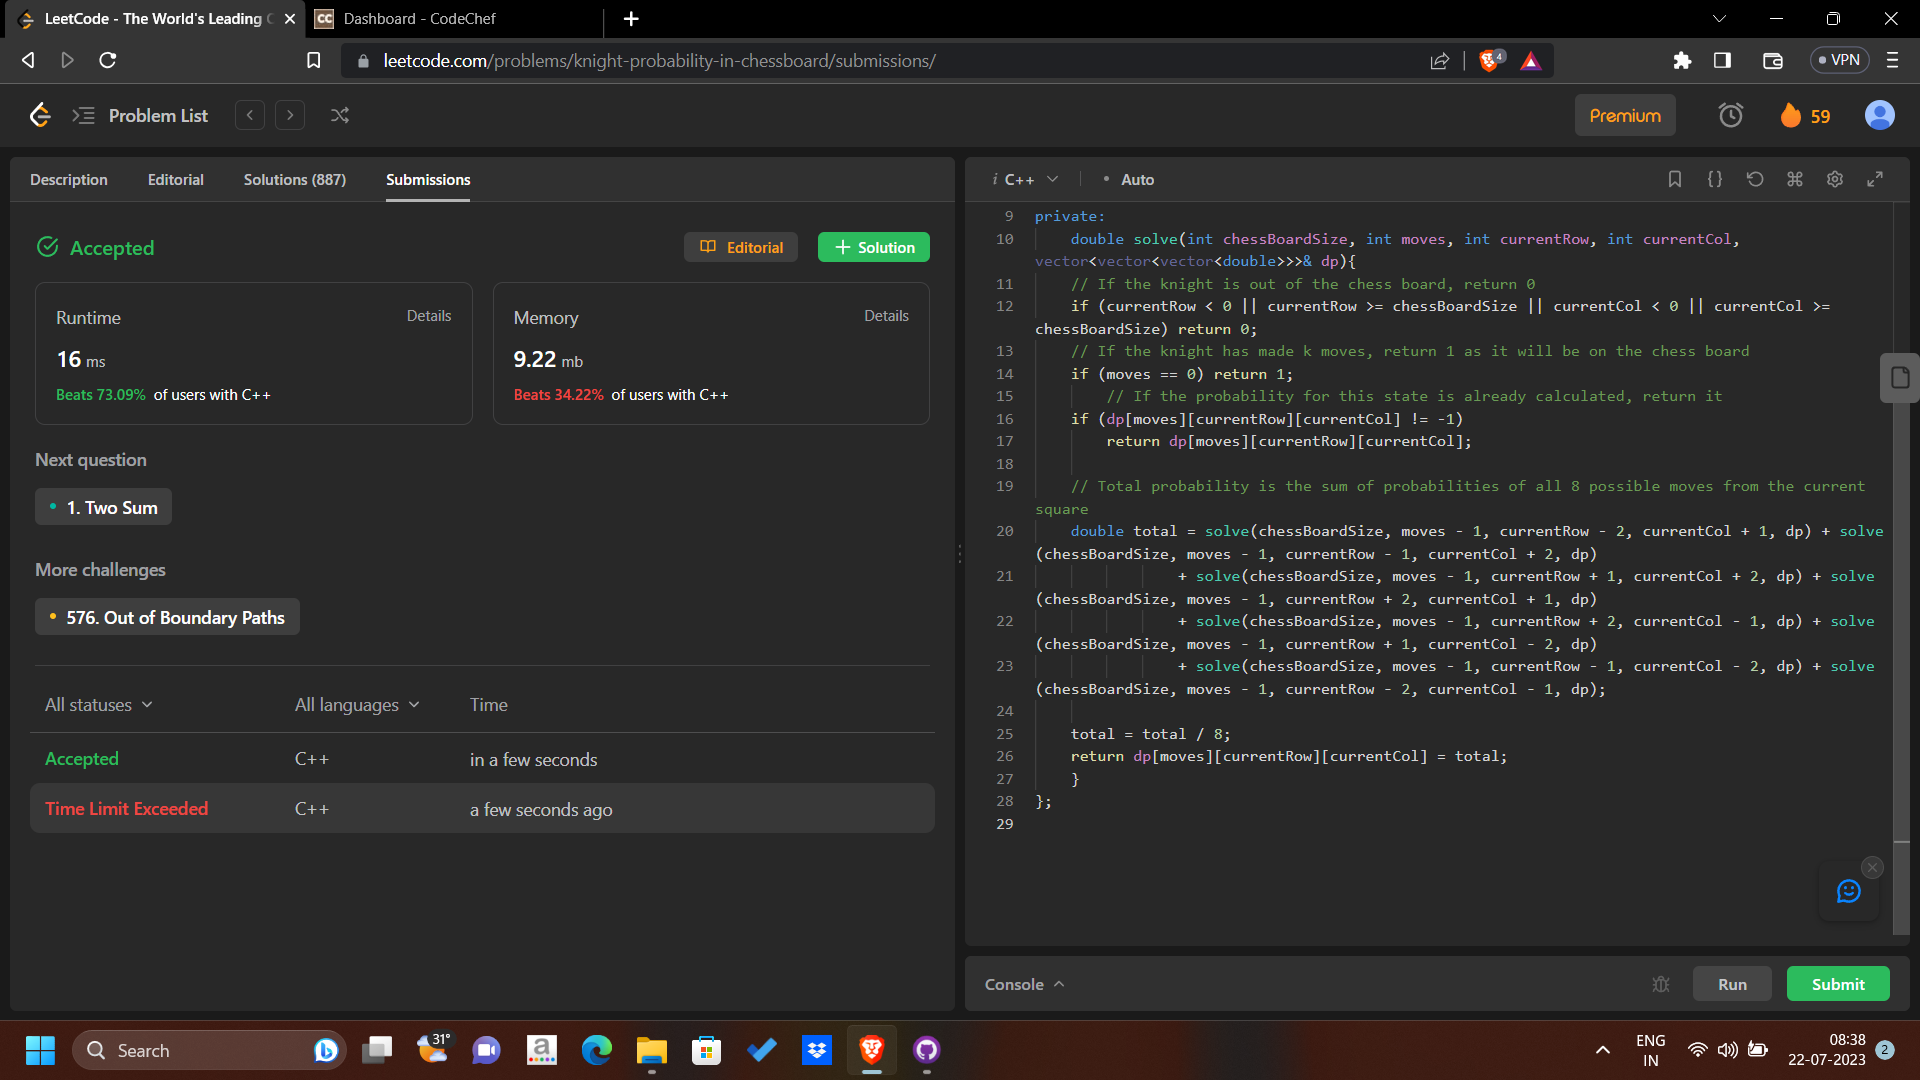 LeetCode - The World's Leading
Dashboard - CodeChef
leetcode.com/problems/knight-probability-in-chessboard/submissions/
4
VPN
Problem List
Premium
59
Description Editorial Solutions (887) Submissions
Accepted
Editorial
Solution
Runtime Details
16 ms
Beats 73.09% of users with C++
Memory Details
9.22 mb
Beats 34.22% of users with C++
Next question
1. Two Sum
More challenges
576. Out of Boundary Paths
All statuses All languages Time
Accepted C++ in a few seconds
Time Limit Exceeded C++ a few seconds ago
i C++ • Auto
9 private:
10 double solve(int chessBoardSize, int moves, int currentRow, int currentCol,
vector<vector<vector<double>>>& dp){
11 // If the knight is out of the chess board, return 0
12 if (currentRow < 0 || currentRow >= chessBoardSize || currentCol < 0 || currentCol >=
chessBoardSize) return 0;
13 // If the knight has made k moves, return 1 as it will be on the chess board
14 if (moves == 0) return 1;
15 // If the probability for this state is already calculated, return it
16 if (dp[moves][currentRow][currentCol] != -1)
17 return dp[moves][currentRow][currentCol];
18
19 // Total probability is the sum of probabilities of all 8 possible moves from the current
square
20 double total = solve(chessBoardSize, moves - 1, currentRow - 2, currentCol + 1, dp) + solve
(chessBoardSize, moves - 1, currentRow - 1, currentCol + 2, dp)
21 + solve(chessBoardSize, moves - 1, currentRow + 1, currentCol + 2, dp) + solve
(chessBoardSize, moves - 1, currentRow + 2, currentCol + 1, dp)
22 + solve(chessBoardSize, moves - 1, currentRow + 2, currentCol - 1, dp) + solve
(chessBoardSize, moves - 1, currentRow + 1, currentCol - 2, dp)
23 + solve(chessBoardSize, moves - 1, currentRow - 1, currentCol - 2, dp) + solve
(chessBoardSize, moves - 1, currentRow - 2, currentCol - 1, dp);
24
25 total = total / 8;
26 return dp[moves][currentRow][currentCol] = total;
27 }
28 };
29
Console
Run
Submit
Search
31°
ENG
IN
08:38
22-07-2023
2